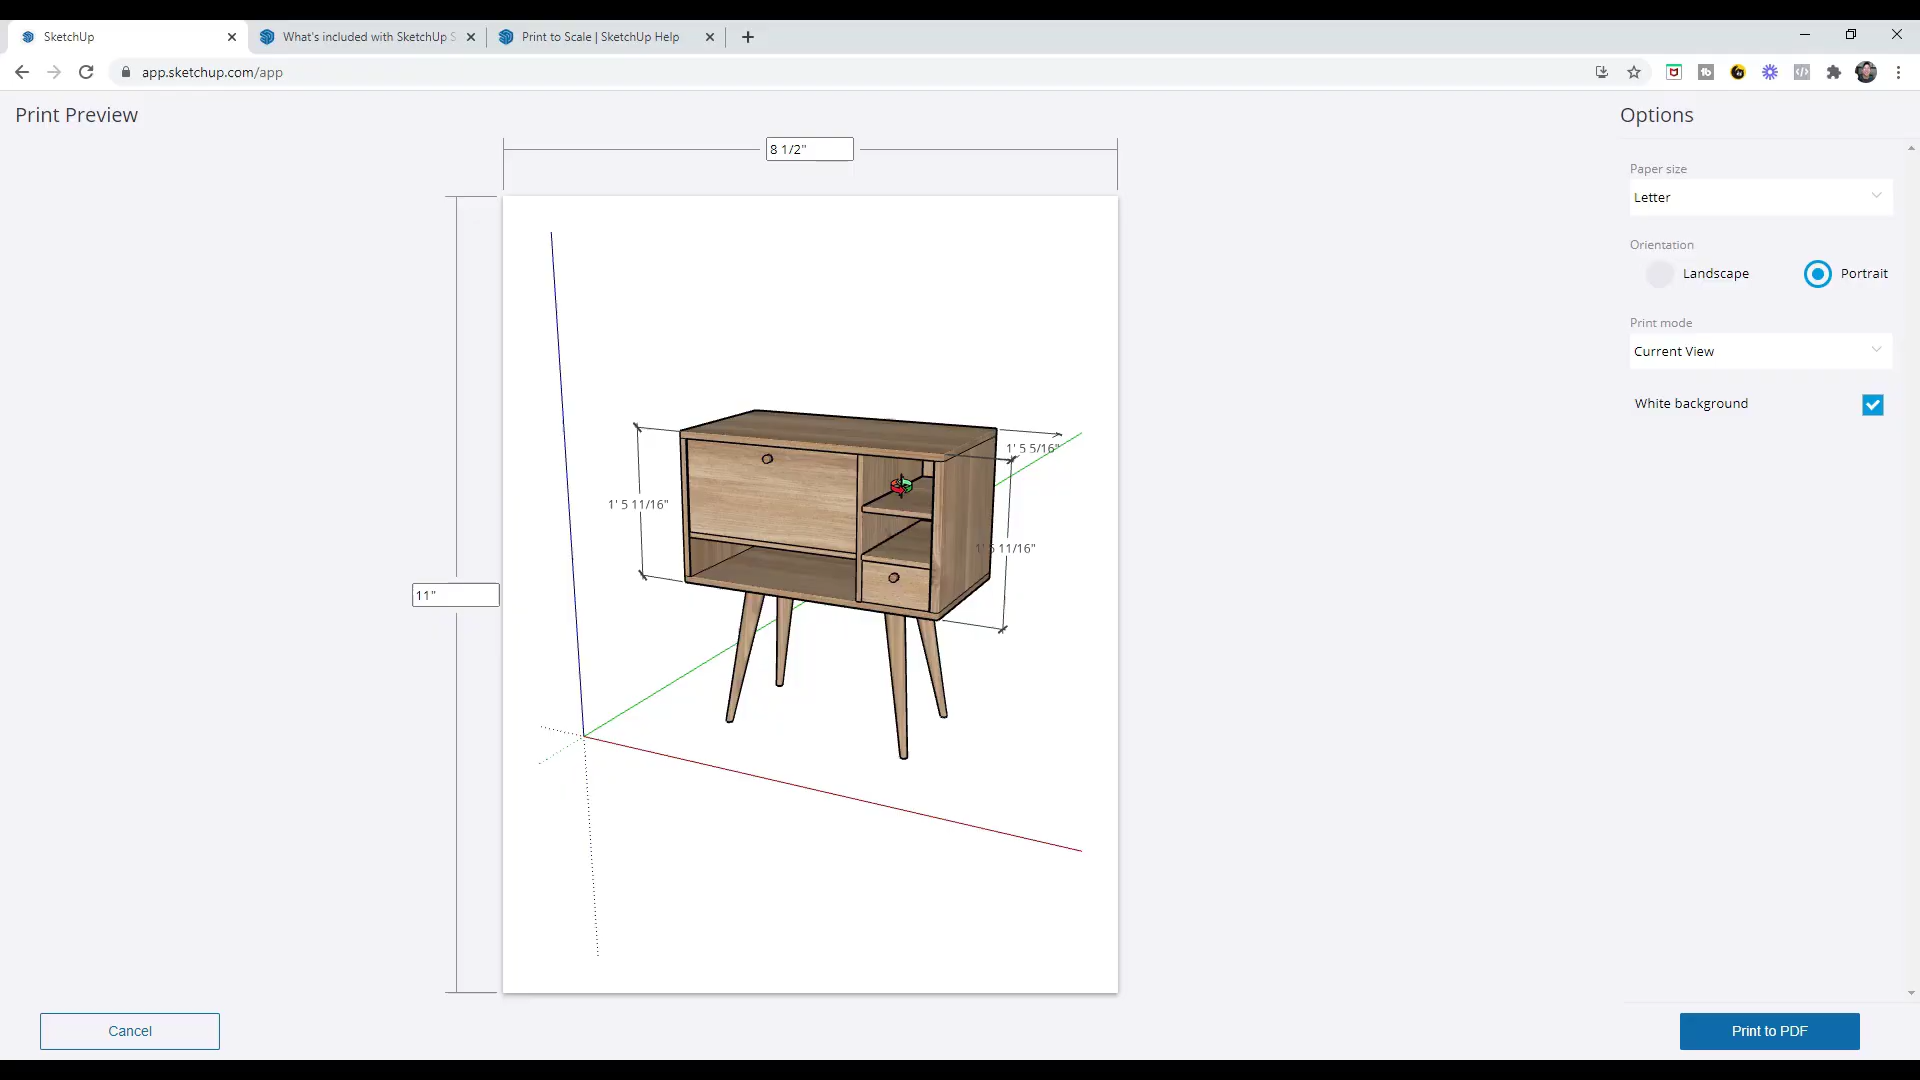 SketchUp
What's included with SketchUp S
Print to Scale | SketchUp Help
app.sketchup.com/app
Print Preview
Options
8 1/2"
Paper size
Letter
Orientation
Landscape
Portrait
Print mode
Current View
White background
1' 5 5/16"
1' 5 11/16"
1' 5 11/16"
11"
Cancel
Print to PDF